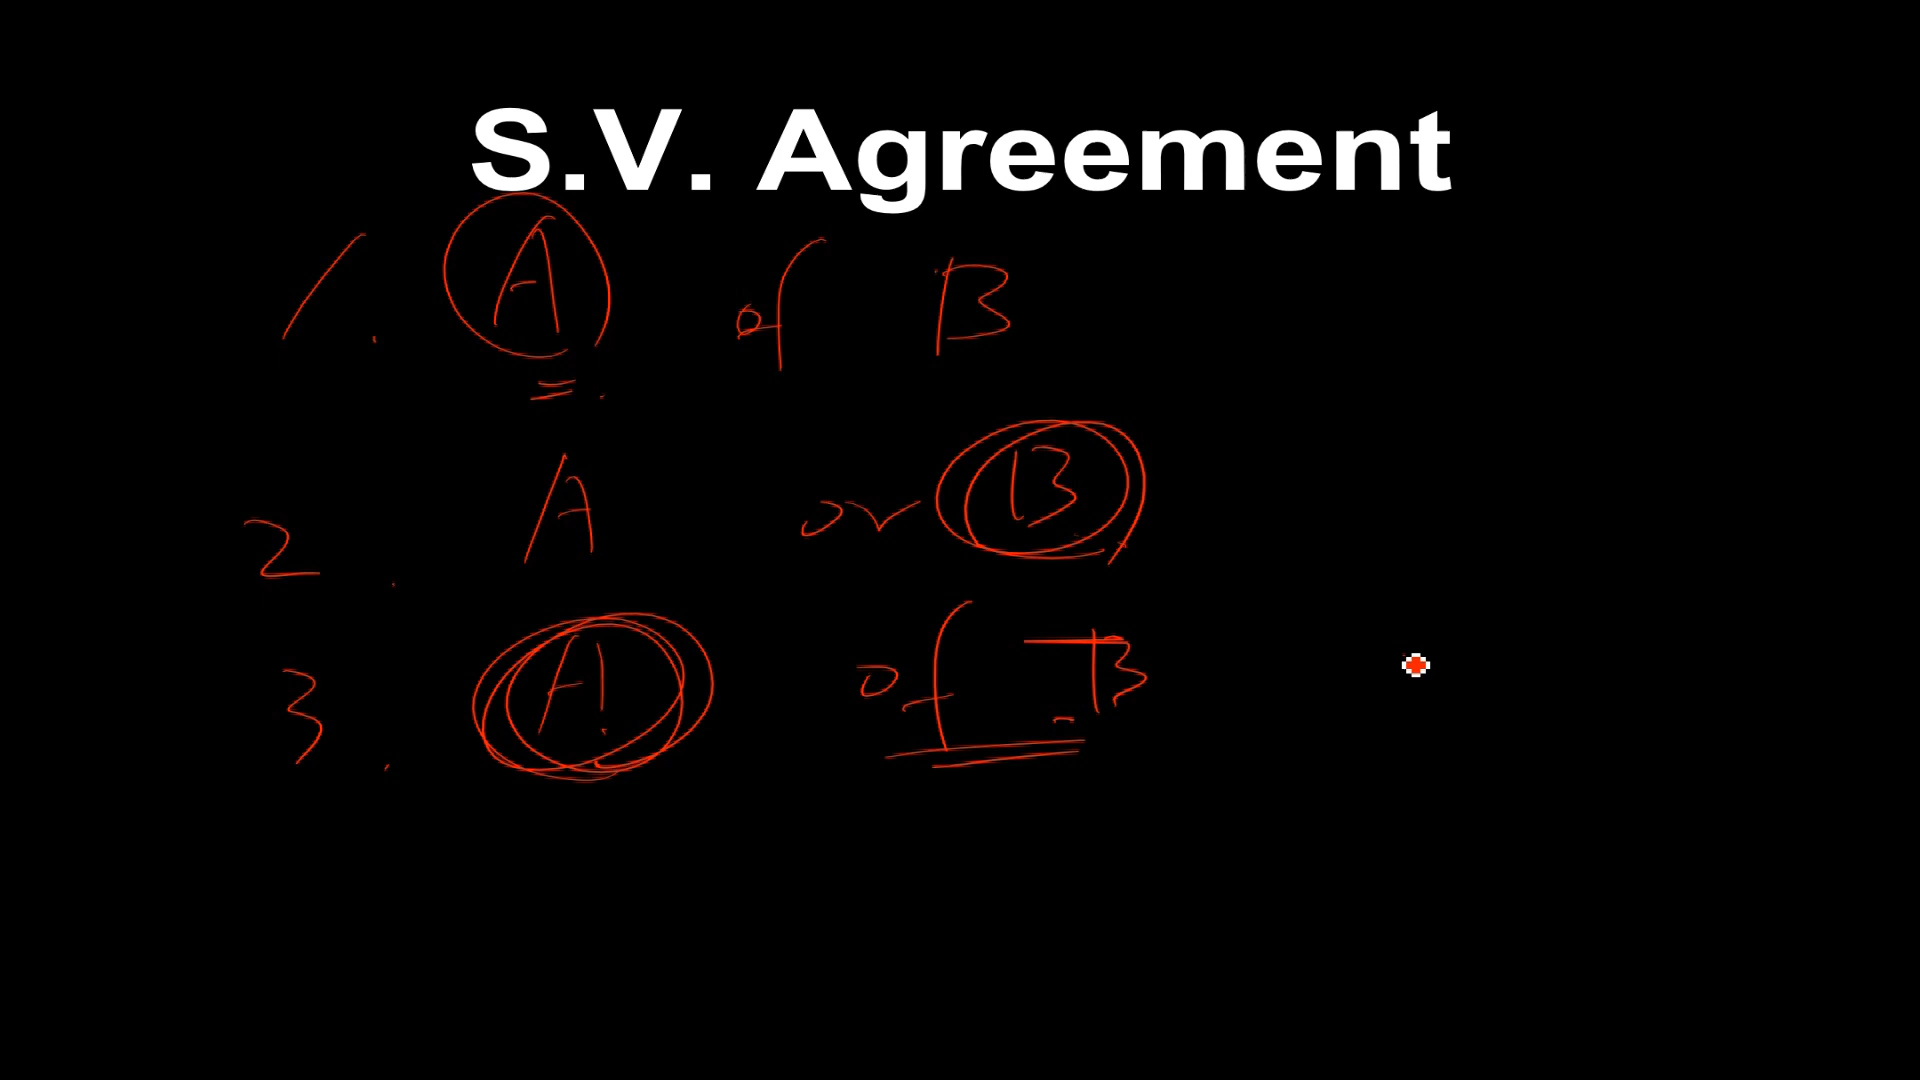 S.V. Agreement
1. A of B
2. A or B
3. A of B